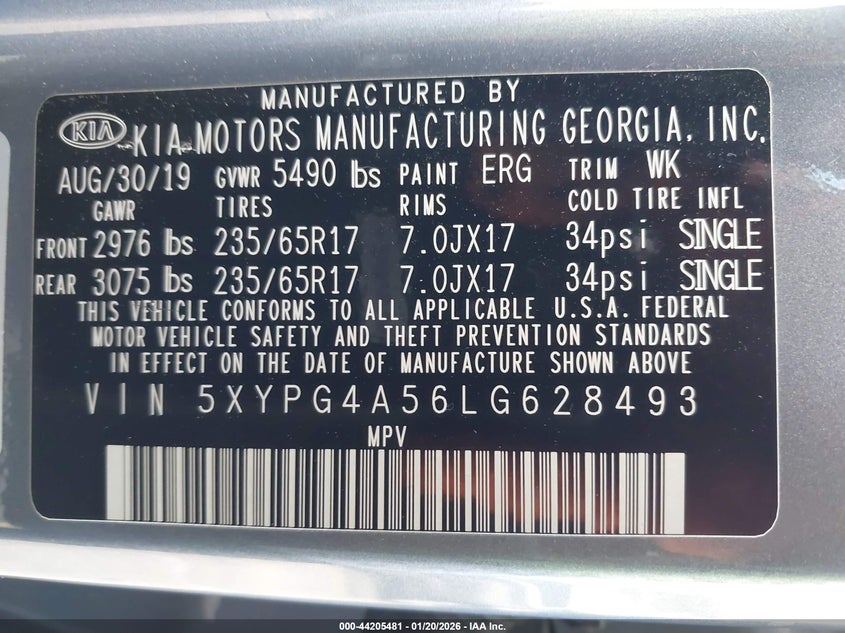 MANUFACTURED BY
KIA KIA MOTORS MANUFACTURING GEORGIA, INC.
AUG/30/19 GVWR 5490 lbs PAINT ERG TRIM WK
GAWR TIRES RIMS COLD TIRE INFL
FRONT 2976 lbs 235/65R17 7.0JX17 34psi SINGLE
REAR 3075 lbs 235/65R17 7.0JX17 34psi SINGLE
THIS VEHICLE CONFORMS TO ALL APPLICABLE U.S.A. FEDERAL
MOTOR VEHICLE SAFETY AND THEFT PREVENTION STANDARDS
IN EFFECT ON THE DATE OF MANUFACTURE SHOWN ABOVE
VIN 5XYPG4A56LG628493
MPV
000-44205481 - 01/20/2026 - IAA Inc.